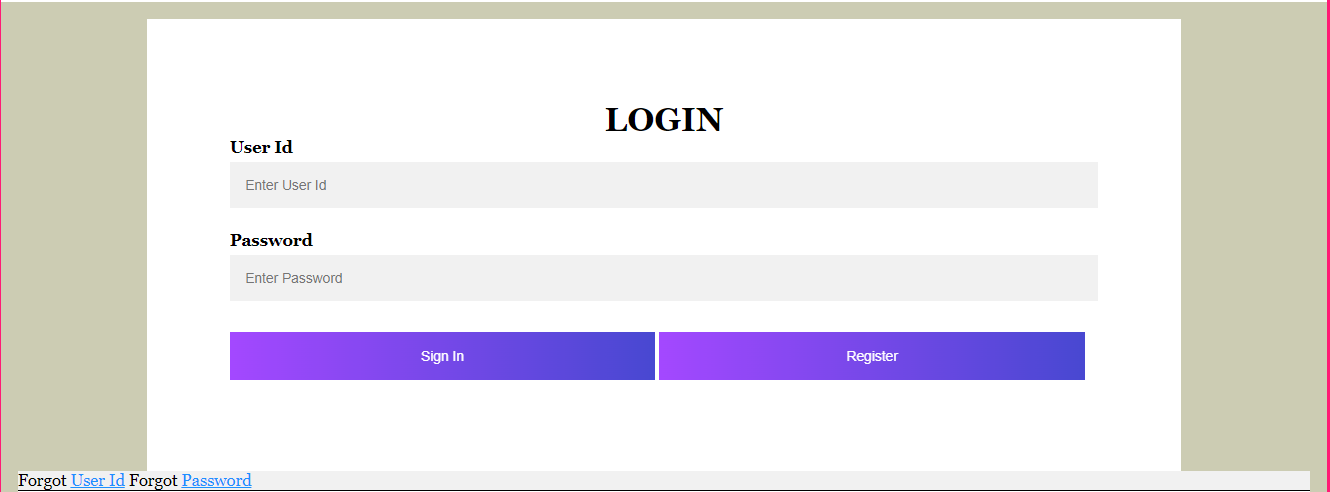 LOGIN
User Id
Enter User Id
Password
Enter Password
Sign In Register
Forgot User Id Forgot Password